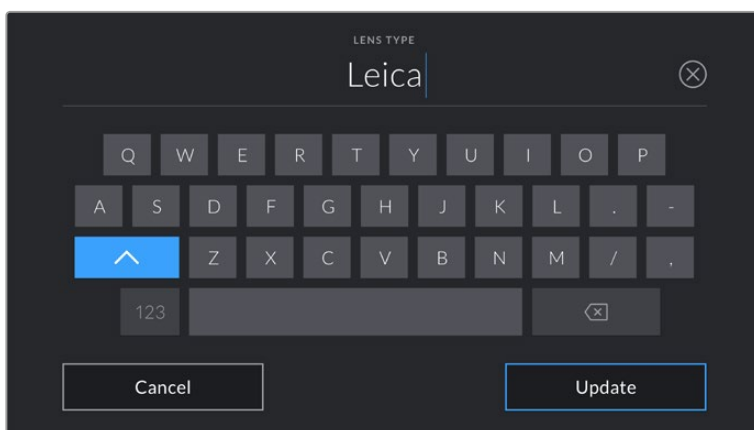 LENS TYPE
Leica
Q W E R T Y U I O P
A S D F G H J K L . -
Z X C V B N M / ,
123
Cancel Update